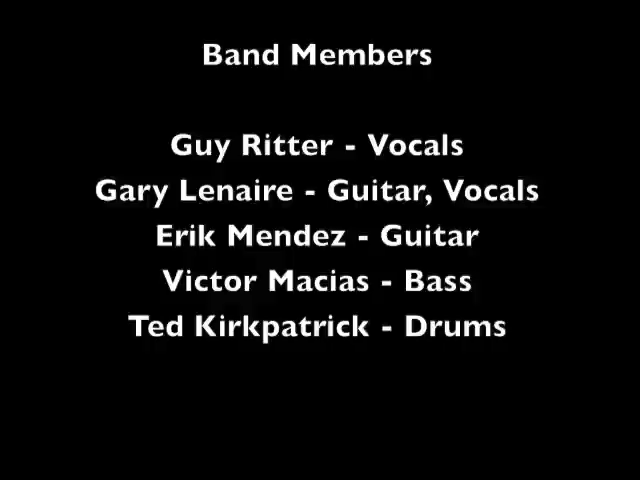 Band Members
Guy Ritter - Vocals
Gary Lenaire - Guitar, Vocals
Erik Mendez - Guitar
Victor Macias - Bass
Ted Kirkpatrick - Drums